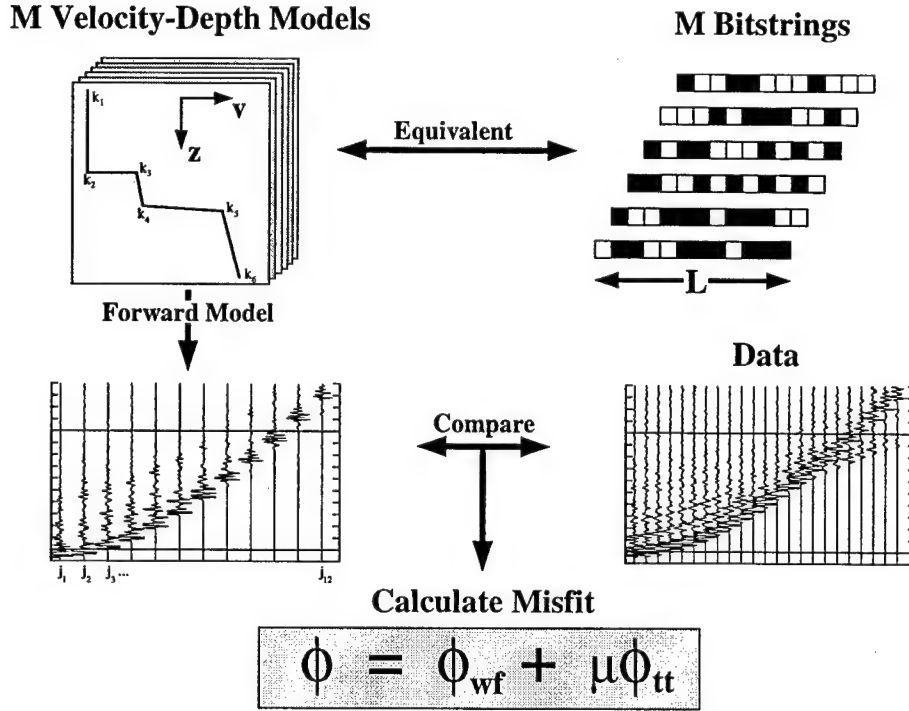 M Velocity-Depth Models
M Bitstrings
k₁
v
z
k₂
k₃
k₄
k₅
k₆
Equivalent
L
Forward Model
Data
Compare
j₁ j₂ j₃ ... j₁₂
Calculate Misfit
ϕ = ϕwf + μϕtt